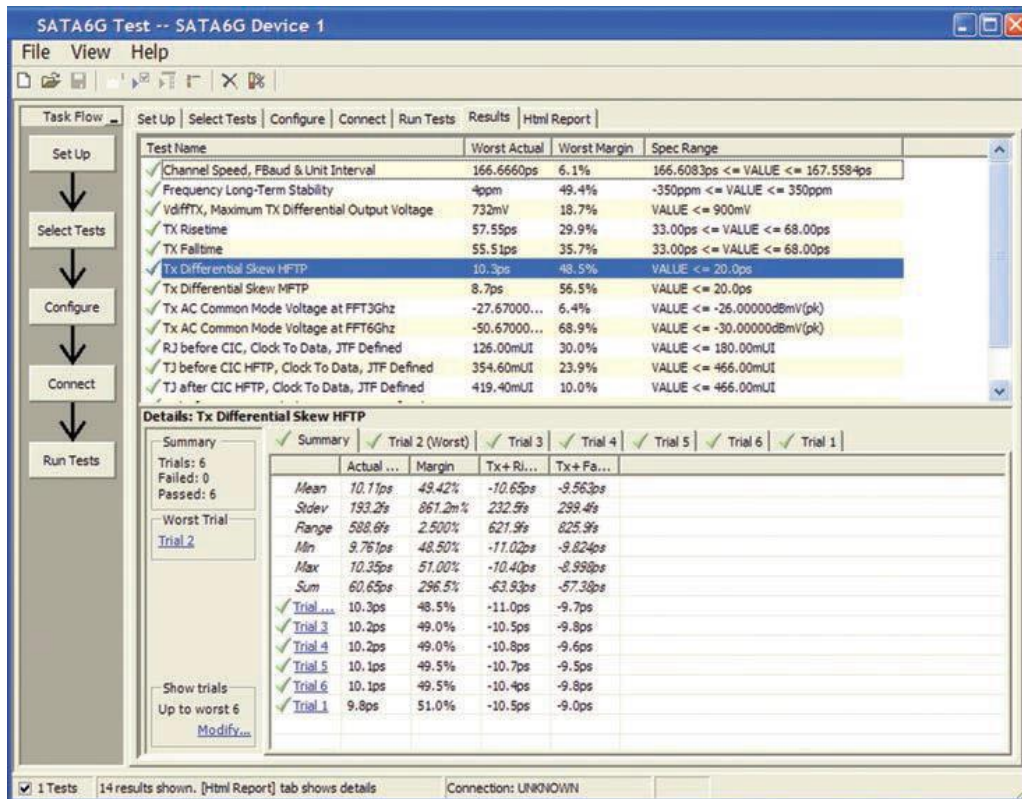 SATA6G Test -- SATA6G Device 1
File View Help
Task Flow
Set Up
Select Tests
Configure
Connect
Run Tests
Set Up Select Tests Configure Connect Run Tests Results Html Report
Test Name Worst Actual Worst Margin Spec Range
Channel Speed, FBaud & Unit Interval 166.6660ps 6.1% 166.6083ps <= VALUE <= 167.5584ps
Frequency Long-Term Stability 4ppm 49.4% -350ppm <= VALUE <= 350ppm
VdiffTX, Maximum TX Differential Output Voltage 732mV 18.7% VALUE <= 900mV
TX Risetime 57.55ps 29.9% 33.00ps <= VALUE <= 68.00ps
TX Falltime 55.51ps 35.7% 33.00ps <= VALUE <= 68.00ps
Tx Differential Skew HFTP 10.3ps 48.5% VALUE <= 20.0ps
Tx Differential Skew MFTP 8.7ps 56.5% VALUE <= 20.0ps
Tx AC Common Mode Voltage at FFT3Ghz -27.67000... 6.4% VALUE <= -26.00000dBmV(pk)
Tx AC Common Mode Voltage at FFT6Ghz -50.67000... 68.9% VALUE <= -30.00000dBmV(pk)
RJ before CIC, Clock To Data, JTF Defined 126.00mUI 30.0% VALUE <= 180.00mUI
TJ before CIC HFTP, Clock To Data, JTF Defined 354.60mUI 23.9% VALUE <= 466.00mUI
TJ after CIC HFTP, Clock To Data, JTF Defined 419.40mUI 10.0% VALUE <= 466.00mUI
Details: Tx Differential Skew HFTP
Summary
Trials: 6
Failed: 0
Passed: 6
Worst Trial
Trial 2
Show trials
Up to worst 6
Modify...
Summary Trial 2 (Worst) Trial 3 Trial 4 Trial 5 Trial 6 Trial 1
Actual ... Margin Tx+ Ri... Tx+ Fa...
Mean 10.11ps 49.42% -10.65ps -9.563ps
Stdev 193.2fs 861.2m% 232.5fs 299.4fs
Range 588.6fs 2.500% 621.9fs 825.9fs
Min 9.761ps 48.50% -11.02ps -9.824ps
Max 10.35ps 51.00% -10.40ps -8.998ps
Sum 60.65ps 296.5% -63.93ps -57.38ps
Trial ... 10.3ps 48.5% -11.0ps -9.7ps
Trial 3 10.2ps 49.0% -10.5ps -9.8ps
Trial 4 10.2ps 49.0% -10.8ps -9.6ps
Trial 5 10.1ps 49.5% -10.7ps -9.5ps
Trial 6 10.1ps 49.5% -10.4ps -9.8ps
Trial 1 9.8ps 51.0% -10.5ps -9.0ps
1 Tests 14 results shown. [Html Report] tab shows details Connection: UNKNOWN